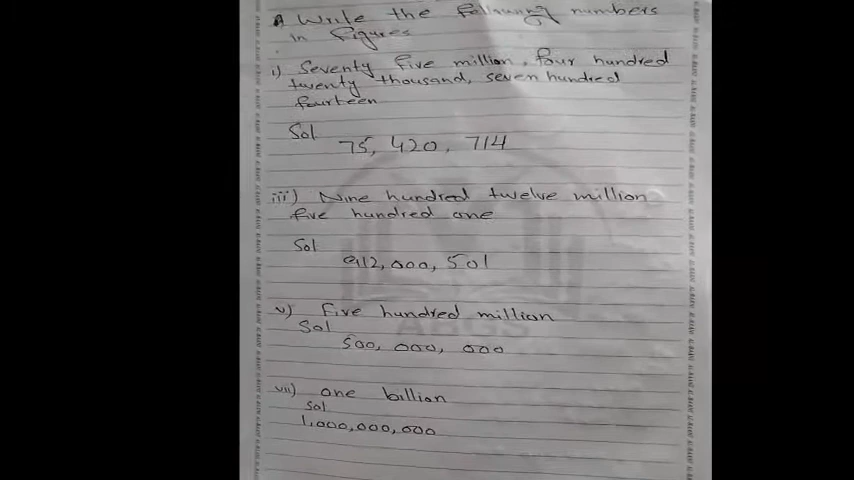 Write the following numbers
in figures
i) Seventy five million, four hundred
twenty thousand, seven hundred
fourteen
Sol
75, 420, 714
iii) Nine hundred twelve million
five hundred one
Sol
912,000, 501
v) Five hundred million
Sol
500, 000, 000
vii) one billion
Sol
1,000,000,000